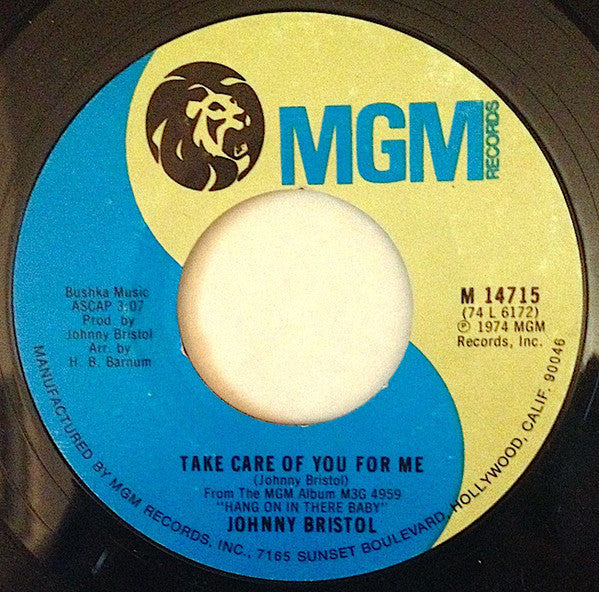 MGM
RECORDS
Bushka Music
ASCAP 3:07
Prod. by
Johnny Bristol
Arr. by
H. B. Barnum
M 14715
(74 L 6172)
℗ 1974 MGM
Records, Inc.
TAKE CARE OF YOU FOR ME
(Johnny Bristol)
From The MGM Album M3G 4959
"HANG ON IN THERE BABY"
JOHNNY BRISTOL
MANUFACTURED BY MGM RECORDS, INC., 7165 SUNSET BOULEVARD, HOLLYWOOD, CALIF. 90046